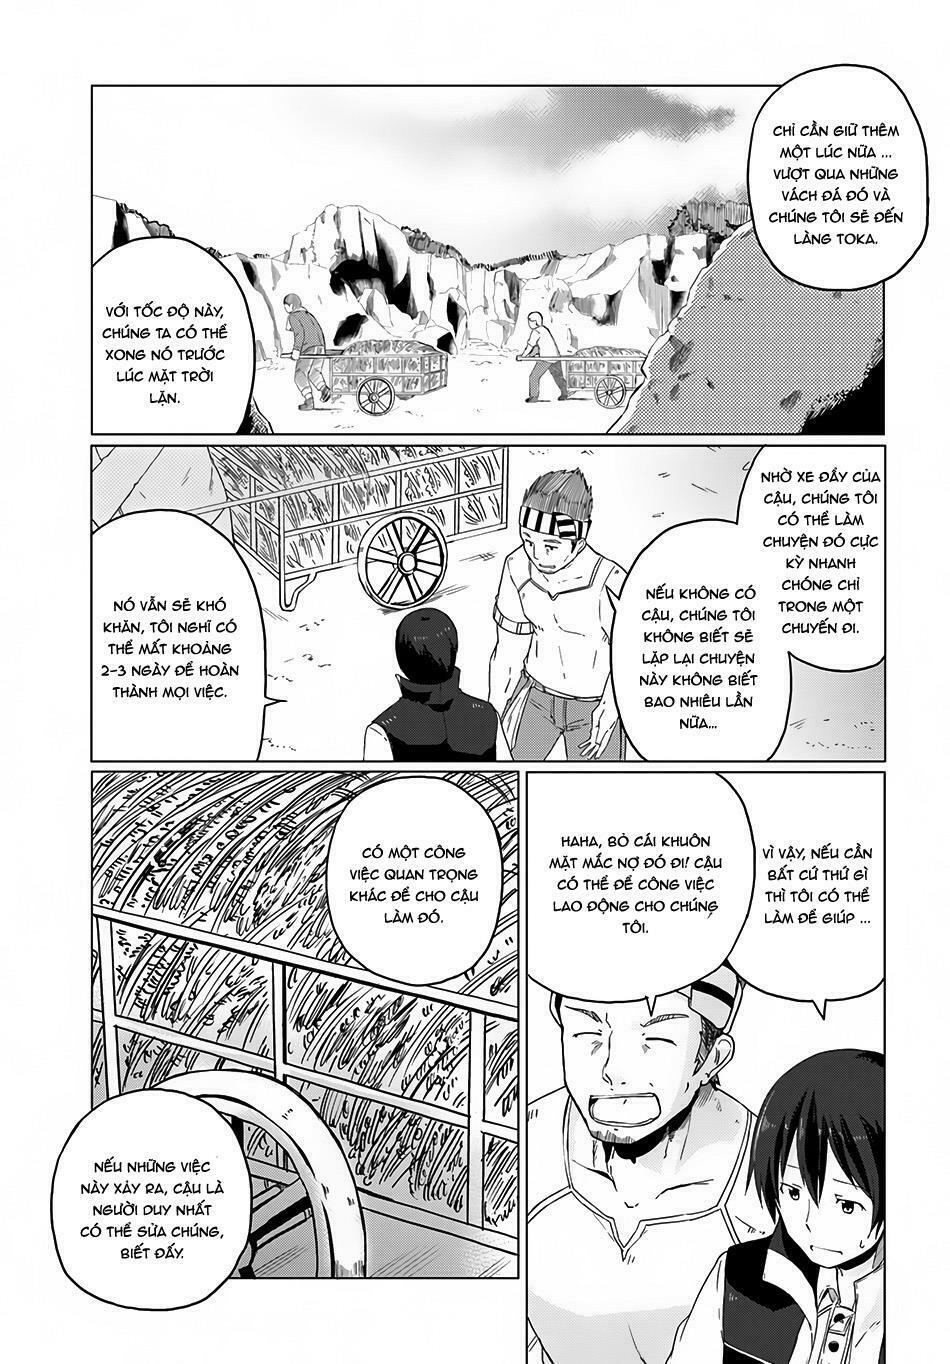 CHỈ CẦN GIỮ THÊM
MỘT LÚC NỮA ...
VƯỢT QUA NHỮNG
VÁCH ĐÁ ĐÓ VÀ
CHÚNG TÔI SẼ ĐẾN
LÀNG TOKA.
VỚI TỐC ĐỘ NÀY,
CHÚNG TA CÓ THỂ
XONG NÓ TRƯỚC
LÚC MẶT TRỜI
LẶN.
NHỜ XE ĐẨY CỦA
CẬU, CHÚNG TÔI
CÓ THỂ LÀM
CHUYỆN ĐÓ CỰC
KỲ NHANH
CHÓNG CHỈ
TRONG MỘT
CHUYẾN ĐI.
NẾU KHÔNG CÓ
CẬU, CHÚNG TÔI
KHÔNG BIẾT SẼ
LẶP LẠI CHUYỆN
NÀY KHÔNG BIẾT
BAO NHIÊU LẦN
NỮA...
NÓ VẪN SẼ KHÓ
KHĂN, TÔI NGHĨ CÓ
THỂ MẤT KHOẢNG
2-3 NGÀY ĐỂ HOÀN
THÀNH MỌI VIỆC.
VÌ VẬY, NẾU CẦN
BẤT CỨ THỨ GÌ
THÌ TÔI CÓ THỂ
LÀM ĐỂ GIÚP ...
HAHA, BỎ CÁI KHUÔN
MẶT MẮC NỢ ĐÓ ĐI! CẬU
CÓ THỂ ĐỂ CÔNG VIỆC
LAO ĐỘNG CHO CHÚNG
TÔI.
CÓ MỘT CÔNG
VIỆC QUAN TRỌNG
KHÁC ĐỂ CHO CẬU
LÀM ĐÓ.
NẾU NHỮNG VIỆC
NÀY XẢY RA, CẬU LÀ
NGƯỜI DUY NHẤT
CÓ THỂ SỬA CHÚNG,
BIẾT ĐẤY.